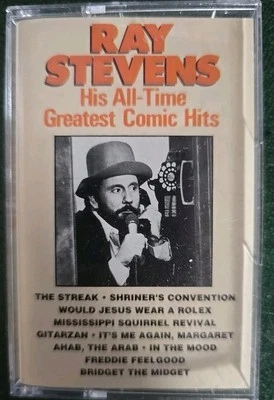 RAY
STEVENS
His All-Time
Greatest Comic Hits
THE STREAK • SHRINER'S CONVENTION
WOULD JESUS WEAR A ROLEX
MISSISSIPPI SQUIRREL REVIVAL
GITARZAN • IT'S ME AGAIN, MARGARET
AHAB, THE ARAB • IN THE MOOD
FREDDIE FEELGOOD
BRIDGET THE MIDGET